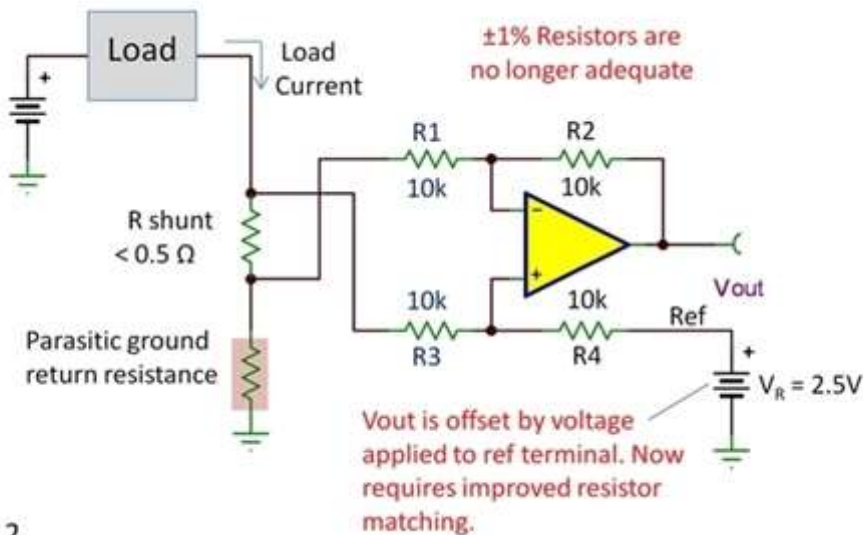 ±1% Resistors are
no longer adequate
Load
Load
Current
+
R1
10k
R2
10k
R shunt
< 0.5 Ω
-
+
Vout
10k
R3
10k
R4
Ref
+
V_R = 2.5V
Parasitic ground
return resistance
Vout is offset by voltage
applied to ref terminal. Now
requires improved resistor
matching.
2